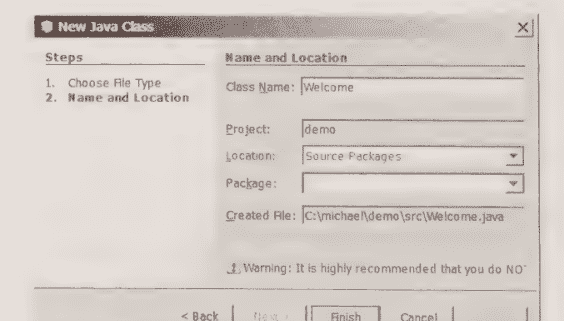 New Java Class
Steps
1. Choose File Type
2. Name and Location
Name and Location
Class Name: Welcome
Project: demo
Location: Source Packages
Package:
Created File: C:\michael\demo\src\Welcome.java
Warning: It is highly recommended that you do NO
< Back Next > Finish Cancel